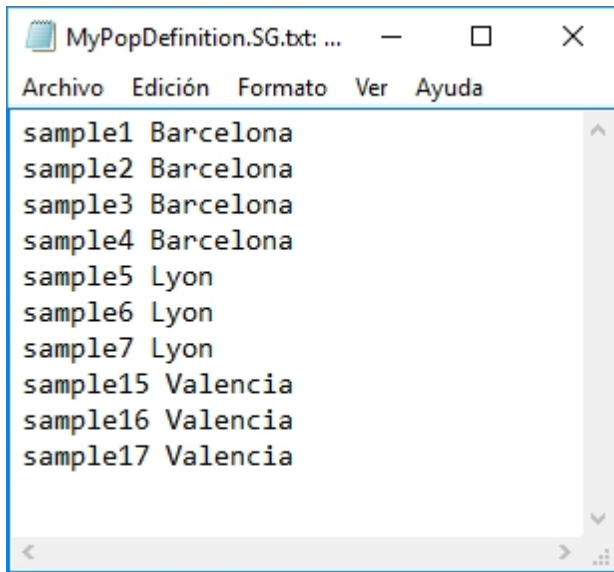 MyPopDefinition.SG.txt: ...
Archivo Edición Formato Ver Ayuda
sample1 Barcelona
sample2 Barcelona
sample3 Barcelona
sample4 Barcelona
sample5 Lyon
sample6 Lyon
sample7 Lyon
sample15 Valencia
sample16 Valencia
sample17 Valencia